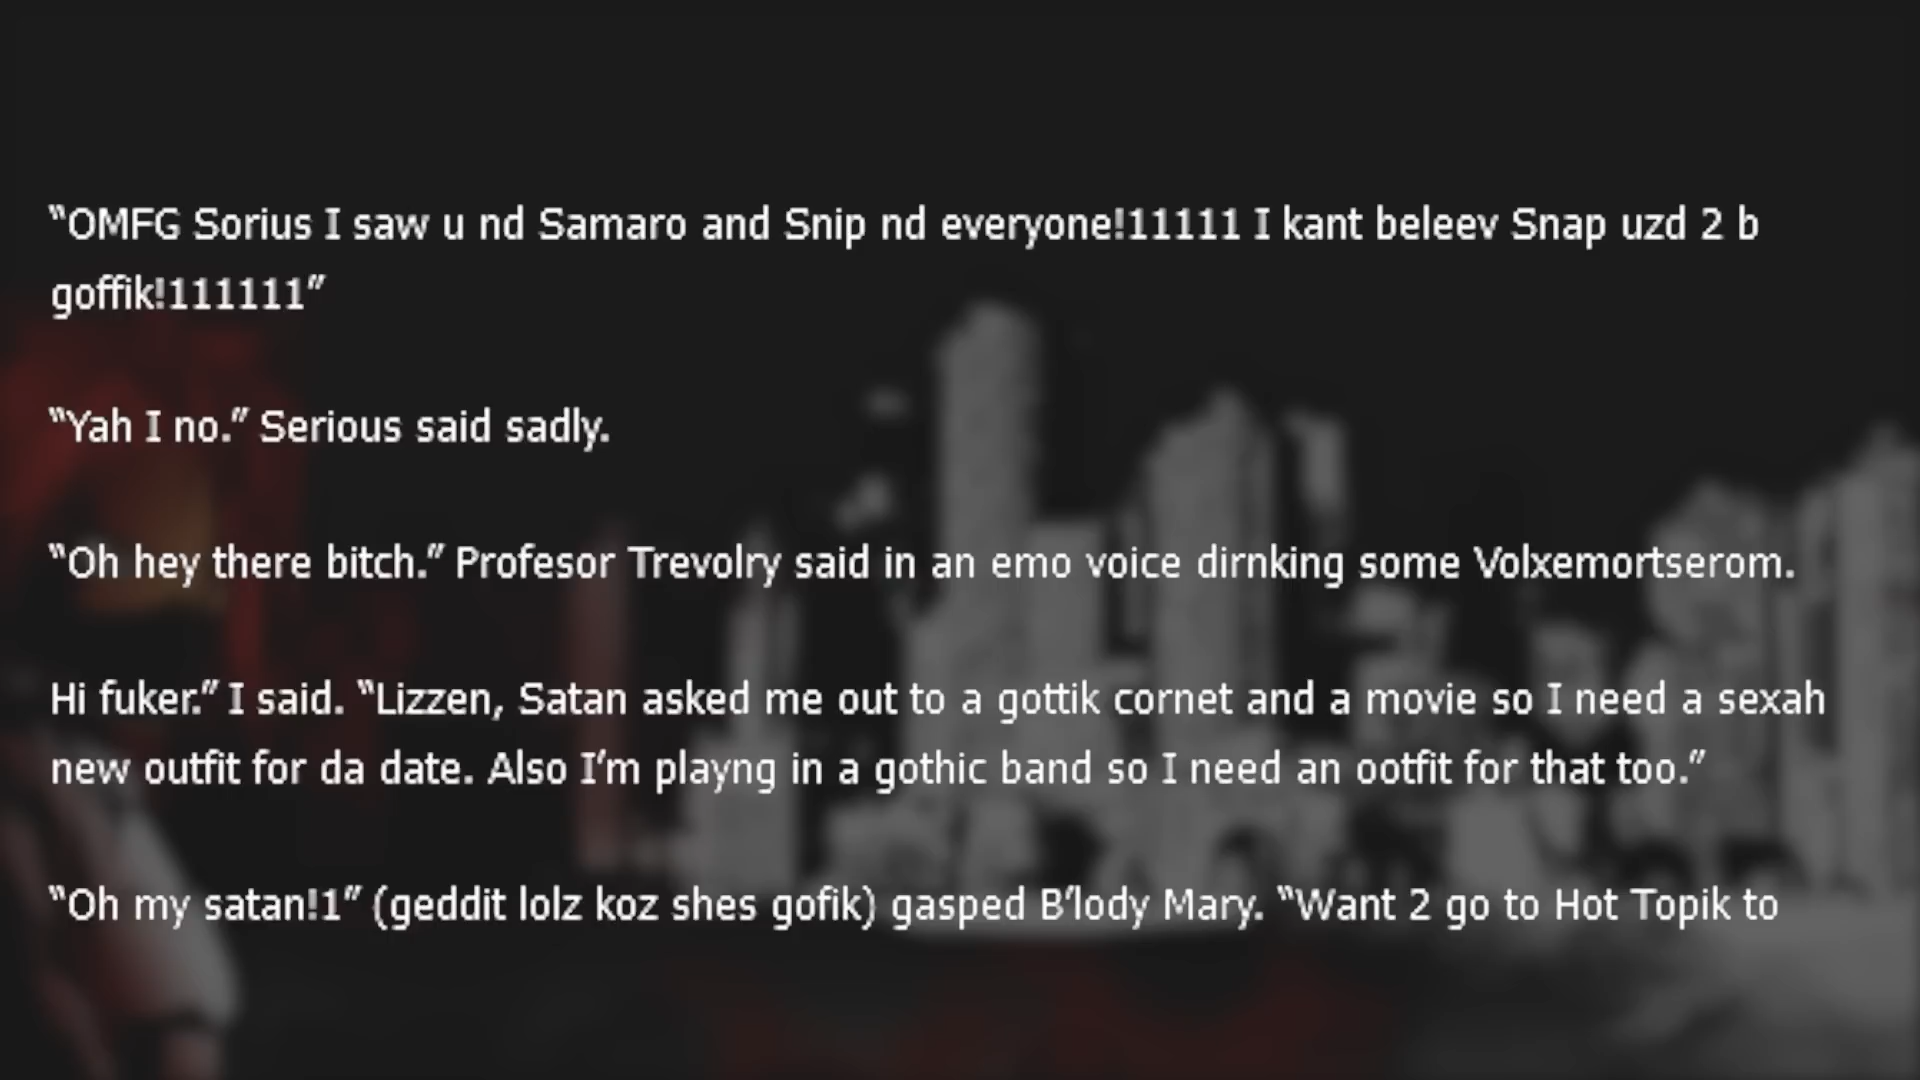 “OMFG Sorius I saw u nd Samaro and Snip nd everyone!11111 I kant beleev Snap uzd 2 b
goffik!111111”
“Yah I no.” Serious said sadly.
“Oh hey there bitch.” Profesor Trevolry said in an emo voice dirnking some Volxemortserom.
Hi fuker.” I said. “Lizzen, Satan asked me out to a gottik cornet and a movie so I need a sexah
new outfit for da date. Also I’m playng in a gothic band so I need an ootfit for that too.”
“Oh my satan!1” (geddit lolz koz shes gofik) gasped B’lody Mary. “Want 2 go to Hot Topik to